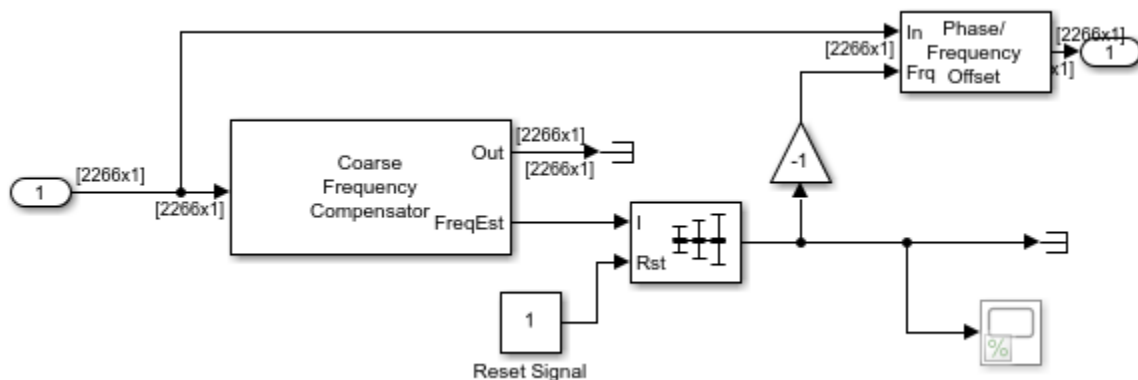 1
[2266x1]
[2266x1]
Coarse
Frequency
Compensator
Out
FreqEst
[2266x1]
[2266x1]
I
Rst
1
Reset Signal
-1
[2266x1]
In
Frq
Phase/
Frequency
Offset
[2266x1]
x1]
1
%